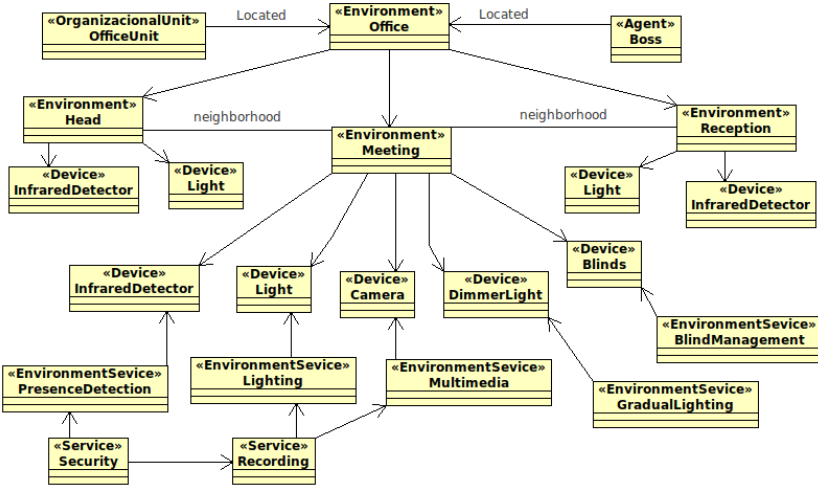 «OrganizacionalUnit»
OfficeUnit
Located
«Environment»
Office
Located
«Agent»
Boss
«Environment»
Head
neighborhood
«Environment»
Meeting
neighborhood
«Environment»
Reception
«Device»
InfraredDetector
«Device»
Light
«Device»
Light
«Device»
InfraredDetector
«Device»
InfraredDetector
«Device»
Light
«Device»
Camera
«Device»
DimmerLight
«Device»
Blinds
«EnvironmentSevice»
BlindManagement
«EnvironmentSevice»
PresenceDetection
«EnvironmentSevice»
Lighting
«EnvironmentSevice»
Multimedia
«EnvironmentSevice»
GradualLighting
«Service»
Security
«Service»
Recording